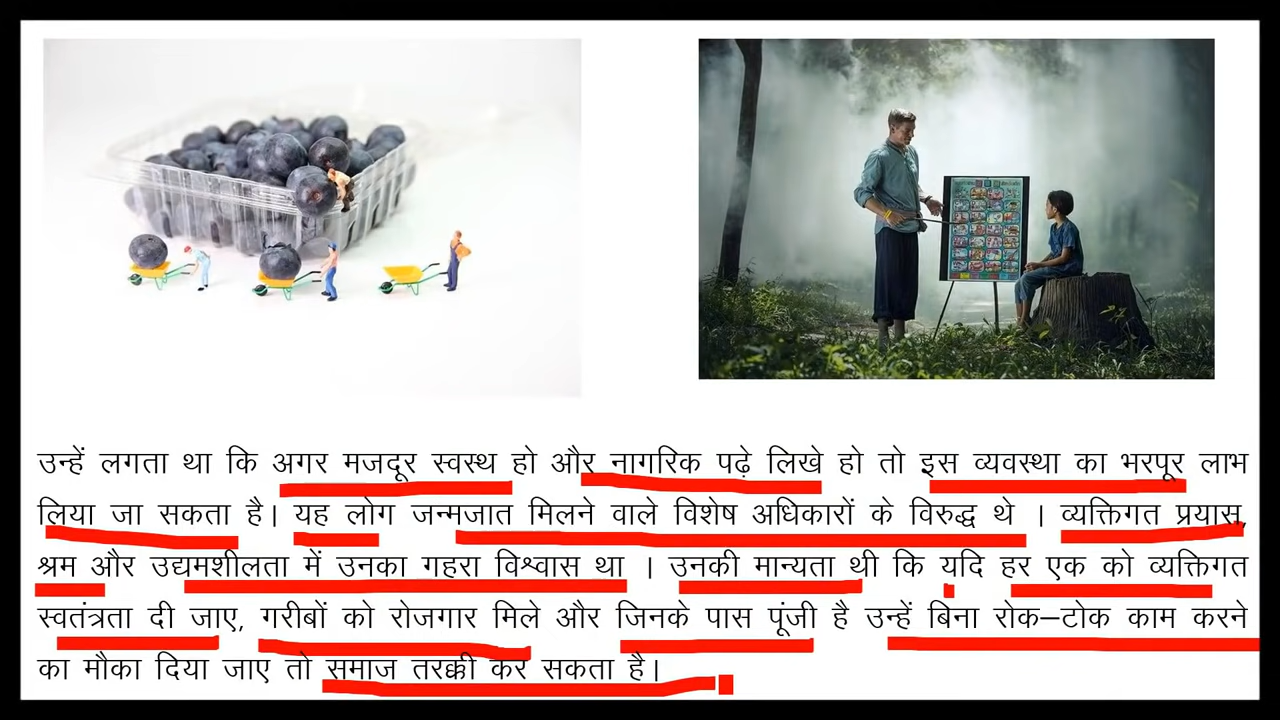 उन्हें लगता था कि अगर मजदूर स्वस्थ हो और नागरिक पढ़े लिखे हो तो इस व्यवस्था का भरपूर लाभ
लिया जा सकता है। यह लोग जन्मजात मिलने वाले विशेष अधिकारों के विरुद्ध थे । व्यक्तिगत प्रयास,
श्रम और उद्यमशीलता में उनका गहरा विश्वास था । उनकी मान्यता थी कि यदि हर एक को व्यक्तिगत
स्वतंत्रता दी जाए, गरीबों को रोजगार मिले और जिनके पास पूंजी है उन्हें बिना रोक–टोक काम करने
का मौका दिया जाए तो समाज तरक्की कर सकता है।